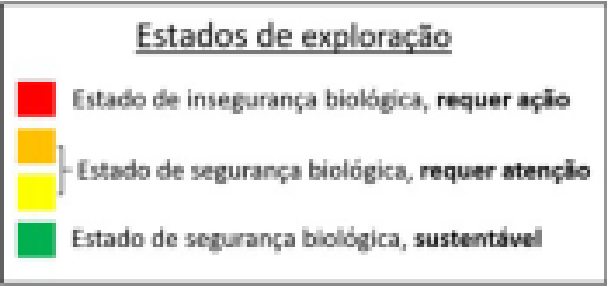 Estados de exploração
Estado de insegurança biológica, requer ação
Estado de segurança biológica, requer atenção
Estado de segurança biológica, sustentável